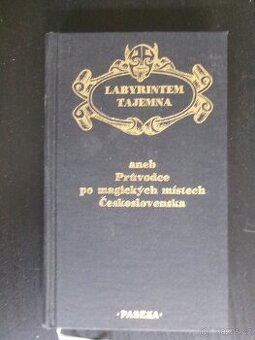 LABYRINTEM
TAJEMNA
aneb
Průvodce
po magických místech
Československa
·PASEKA·